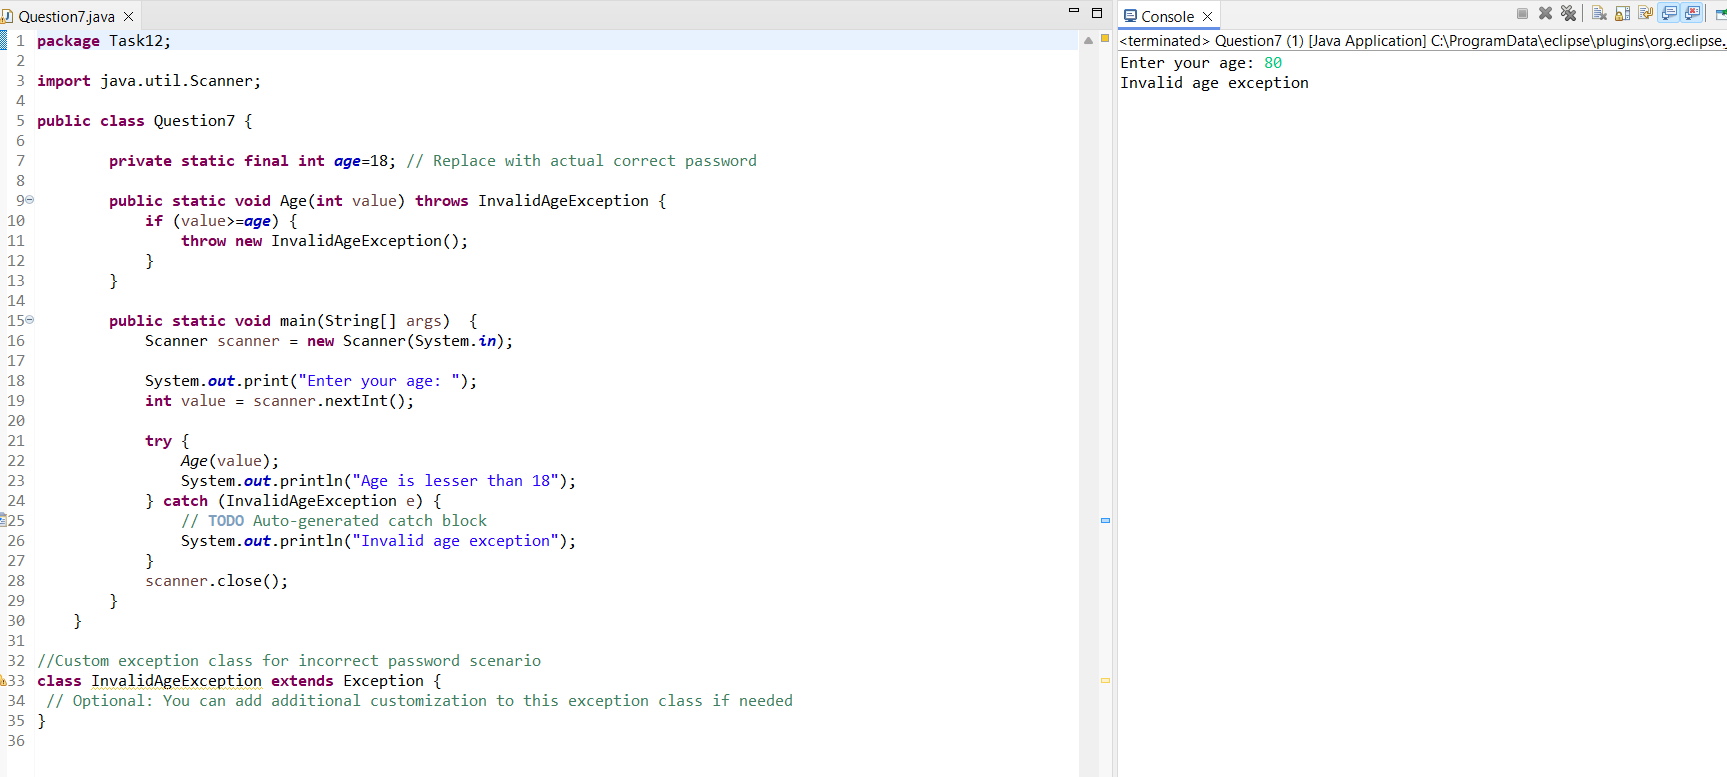 Question7.java
1 package Task12;
2
3 import java.util.Scanner;
4
5 public class Question7 {
6
7 private static final int age=18; // Replace with actual correct password
8
9 public static void Age(int value) throws InvalidAgeException {
10 if (value>=age) {
11 throw new InvalidAgeException();
12 }
13 }
14
15 public static void main(String[] args)  {
16 Scanner scanner = new Scanner(System.in);
17
18 System.out.print("Enter your age: ");
19 int value = scanner.nextInt();
20
21 try {
22 Age(value);
23 System.out.println("Age is lesser than 18");
24 } catch (InvalidAgeException e) {
25 // TODO Auto-generated catch block
26 System.out.println("Invalid age exception");
27 }
28 scanner.close();
29 }
30 }
31
32 //Custom exception class for incorrect password scenario
33 class InvalidAgeException extends Exception {
34 // Optional: You can add additional customization to this exception class if needed
35 }
36
Console
<terminated> Question7 (1) [Java Application] C:\ProgramData\eclipse\plugins\org.eclipse.
Enter your age: 80
Invalid age exception